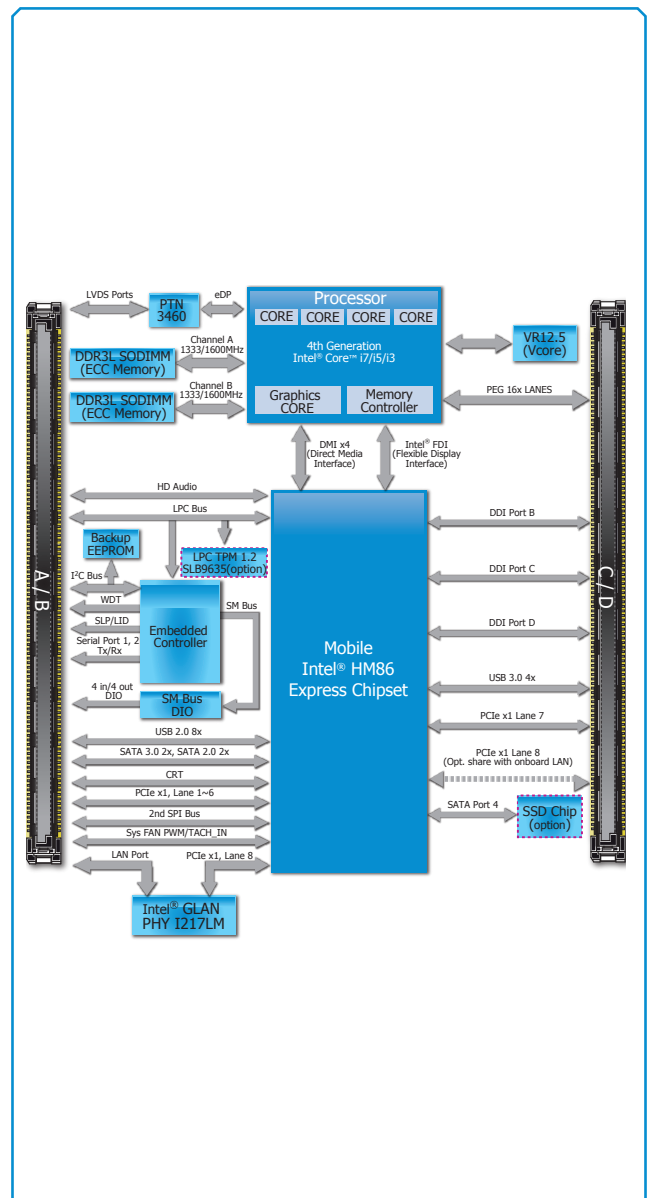 LVDS Ports
PTN
3460
eDP
Processor
CORE
CORE
CORE
CORE
4th Generation
Intel® Core™ i7/i5/i3
Graphics
CORE
Memory
Controller
DDR3L SODIMM
(ECC Memory)
Channel A
1333/1600MHz
DDR3L SODIMM
(ECC Memory)
Channel B
1333/1600MHz
VR12.5
(Vcore)
PEG 16x LANES
DMI x4
(Direct Media
Interface)
Intel® FDI
(Flexible Display
Interface)
A / B
C / D
HD Audio
LPC Bus
Backup
EEPROM
LPC TPM 1.2
SLB9635(option)
I²C Bus
WDT
SLP/LID
Serial Port 1, 2
Tx/Rx
Embedded
Controller
SM Bus
4 in/4 out
DIO
SM Bus
DIO
Mobile
Intel® HM86
Express Chipset
DDI Port B
DDI Port C
DDI Port D
USB 3.0 4x
PCIe x1 Lane 7
PCIe x1 Lane 8
(Opt. share with onboard LAN)
SATA Port 4
SSD Chip
(option)
USB 2.0 8x
SATA 3.0 2x, SATA 2.0 2x
CRT
PCIe x1, Lane 1~6
2nd SPI Bus
Sys FAN PWM/TACH_IN
LAN Port
PCIe x1, Lane 8
Intel® GLAN
PHY I217LM